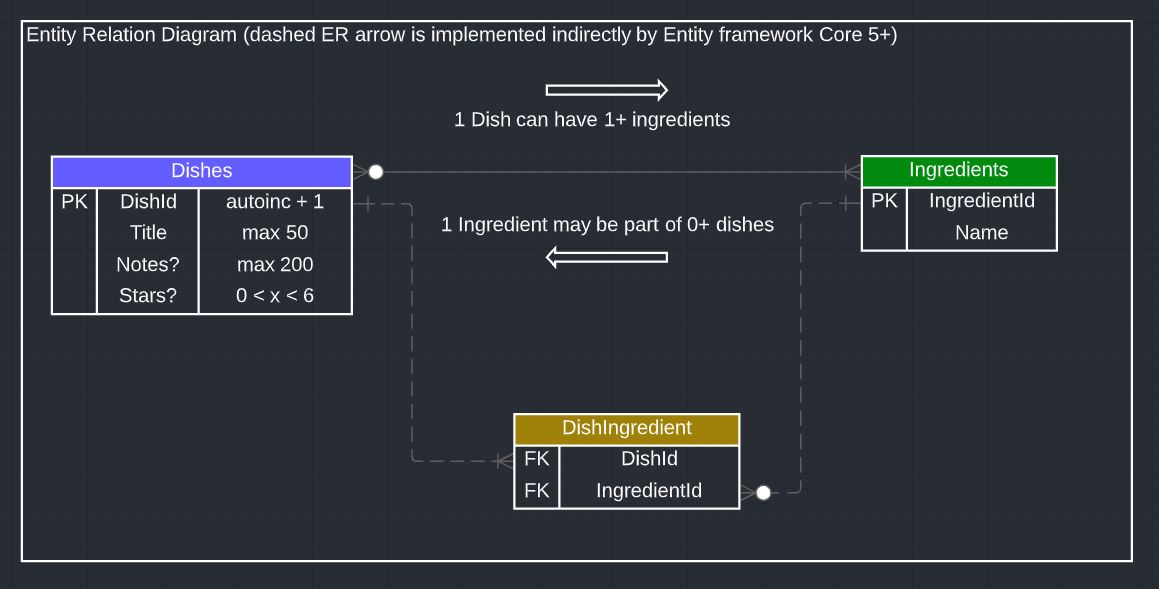 Entity Relation Diagram (dashed ER arrow is implemented indirectly by Entity framework Core 5+)
1 Dish can have 1+ ingredients
Dishes
PK DishId autoinc + 1
Title max 50
Notes? max 200
Stars? 0 < x < 6
Ingredients
PK IngredientId
Name
1 Ingredient may be part of 0+ dishes
DishIngredient
FK DishId
FK IngredientId